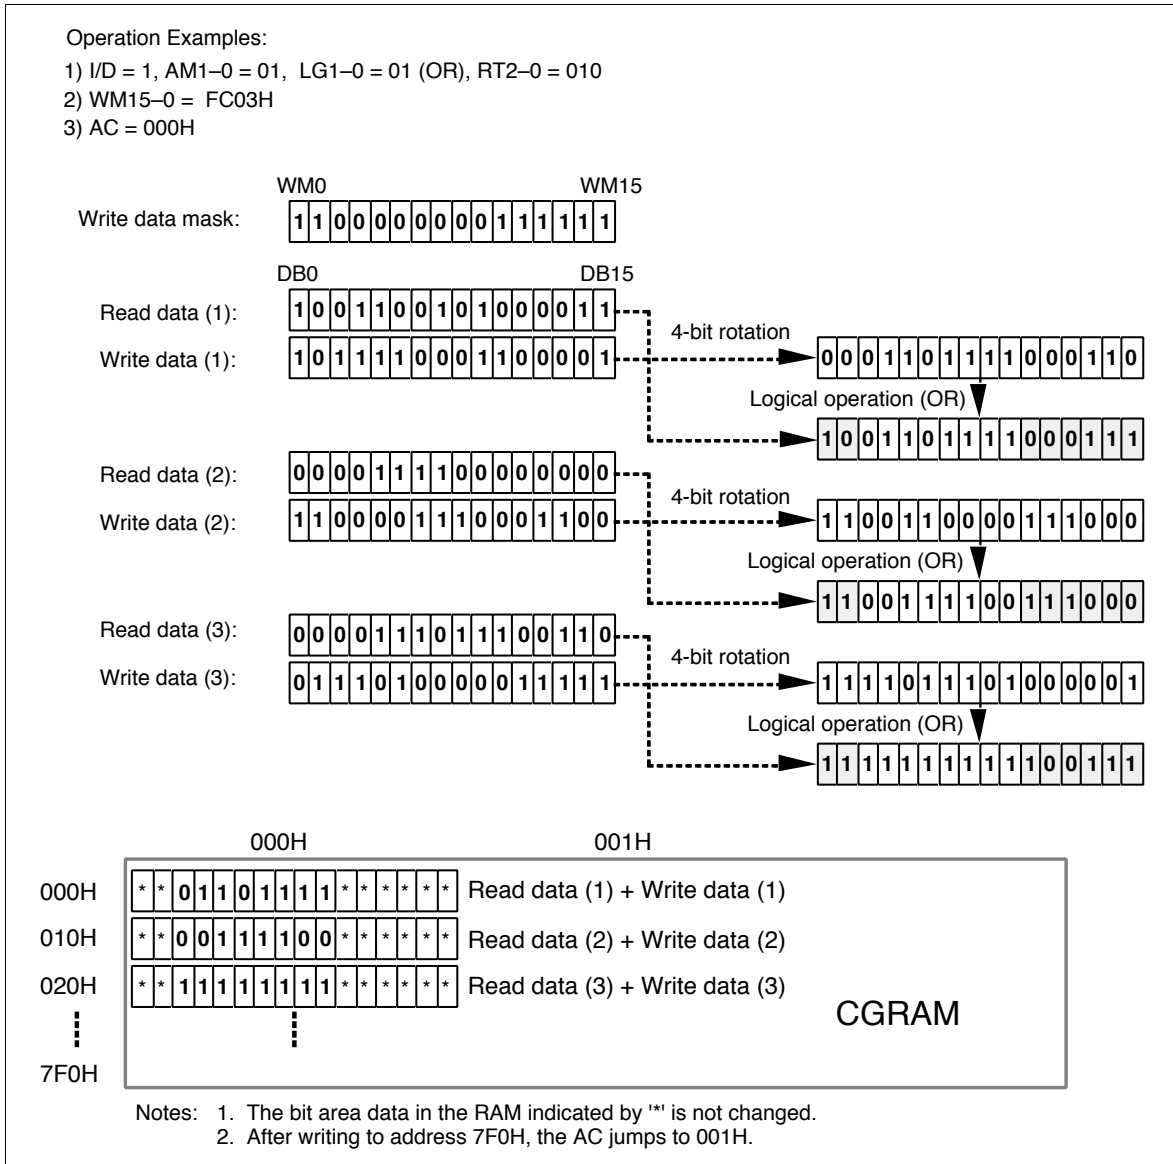 Operation Examples:
1) I/D = 1, AM1–0 = 01, LG1–0 = 01 (OR), RT2–0 = 010
2) WM15–0 = FC03H
3) AC = 000H
WM0 WM15
Write data mask: 1 1 0 0 0 0 0 0 0 0 1 1 1 1 1 1
DB0 DB15
Read data (1): 1 0 0 1 1 0 0 1 0 1 0 0 0 0 1 1
4-bit rotation
Write data (1): 1 0 1 1 1 1 0 0 0 1 1 0 0 0 0 1 0 0 0 1 1 0 1 1 1 1 0 0 0 1 1 0
Logical operation (OR)
1 0 0 1 1 0 1 1 1 1 0 0 0 1 1 1
Read data (2): 0 0 0 0 1 1 1 1 0 0 0 0 0 0 0 0
4-bit rotation
Write data (2): 1 1 0 0 0 0 1 1 1 0 0 0 1 1 0 0 1 1 0 0 1 1 0 0 0 0 1 1 1 0 0 0
Logical operation (OR)
1 1 0 0 1 1 1 1 0 0 1 1 1 0 0 0
Read data (3): 0 0 0 0 1 1 1 0 1 1 1 0 0 1 1 0
4-bit rotation
Write data (3): 0 1 1 1 0 1 0 0 0 0 0 1 1 1 1 1 1 1 1 1 0 1 1 1 0 1 0 0 0 0 0 1
Logical operation (OR)
1 1 1 1 1 1 1 1 1 1 1 0 0 1 1 1
000H 001H
000H * * 0 1 1 0 1 1 1 1 * * * * * * Read data (1) + Write data (1)
010H * * 0 0 1 1 1 1 0 0 * * * * * * Read data (2) + Write data (2)
020H * * 1 1 1 1 1 1 1 1 * * * * * * Read data (3) + Write data (3)
CGRAM
7F0H
Notes: 1. The bit area data in the RAM indicated by '*' is not changed.
2. After writing to address 7F0H, the AC jumps to 001H.